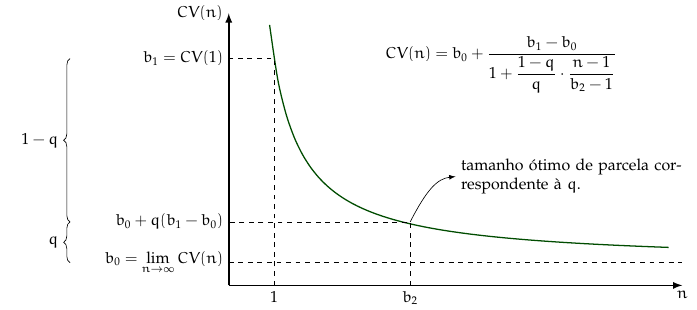 CV(n)
b₁ = CV(1)
CV(n) = b₀ + (b₁ − b₀) / (1 + (1 − q)/q · (n − 1)/(b₂ − 1))
1 − q
tamanho ótimo de parcela cor-
respondente à q.
b₀ + q(b₁ − b₀)
q
b₀ = lim n→∞ CV(n)
1
b₂
n